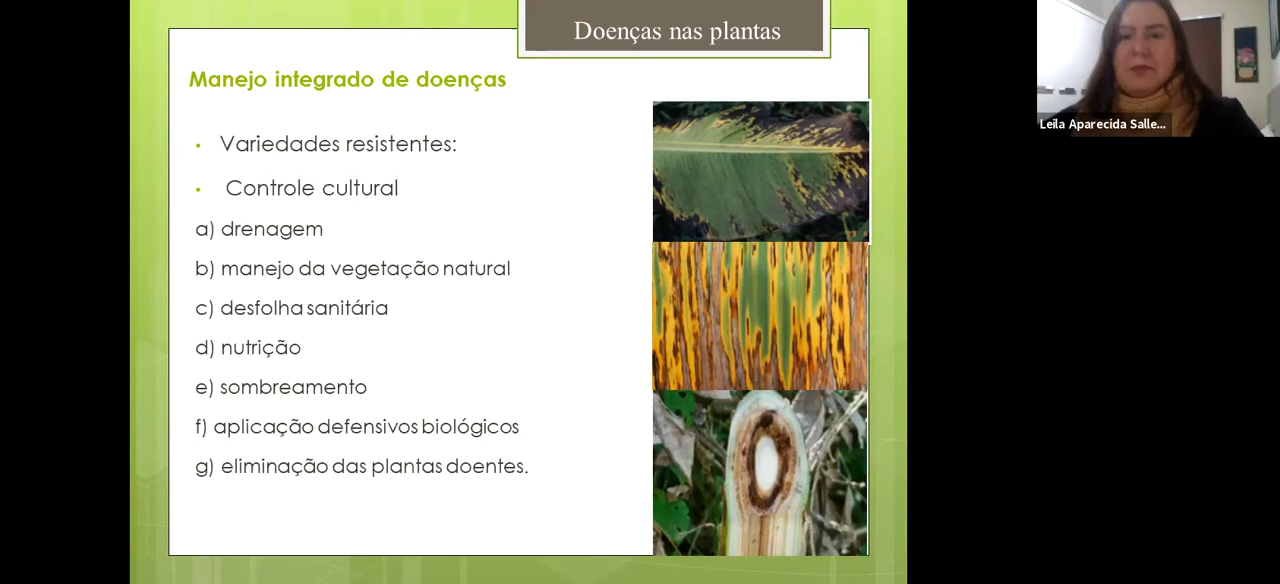 Doenças nas plantas
Manejo integrado de doenças
• Variedades resistentes:
• Controle cultural
a) drenagem
b) manejo da vegetação natural
c) desfolha sanitária
d) nutrição
e) sombreamento
f) aplicação defensivos biológicos
g) eliminação das plantas doentes.
Leila Aparecida Salle...